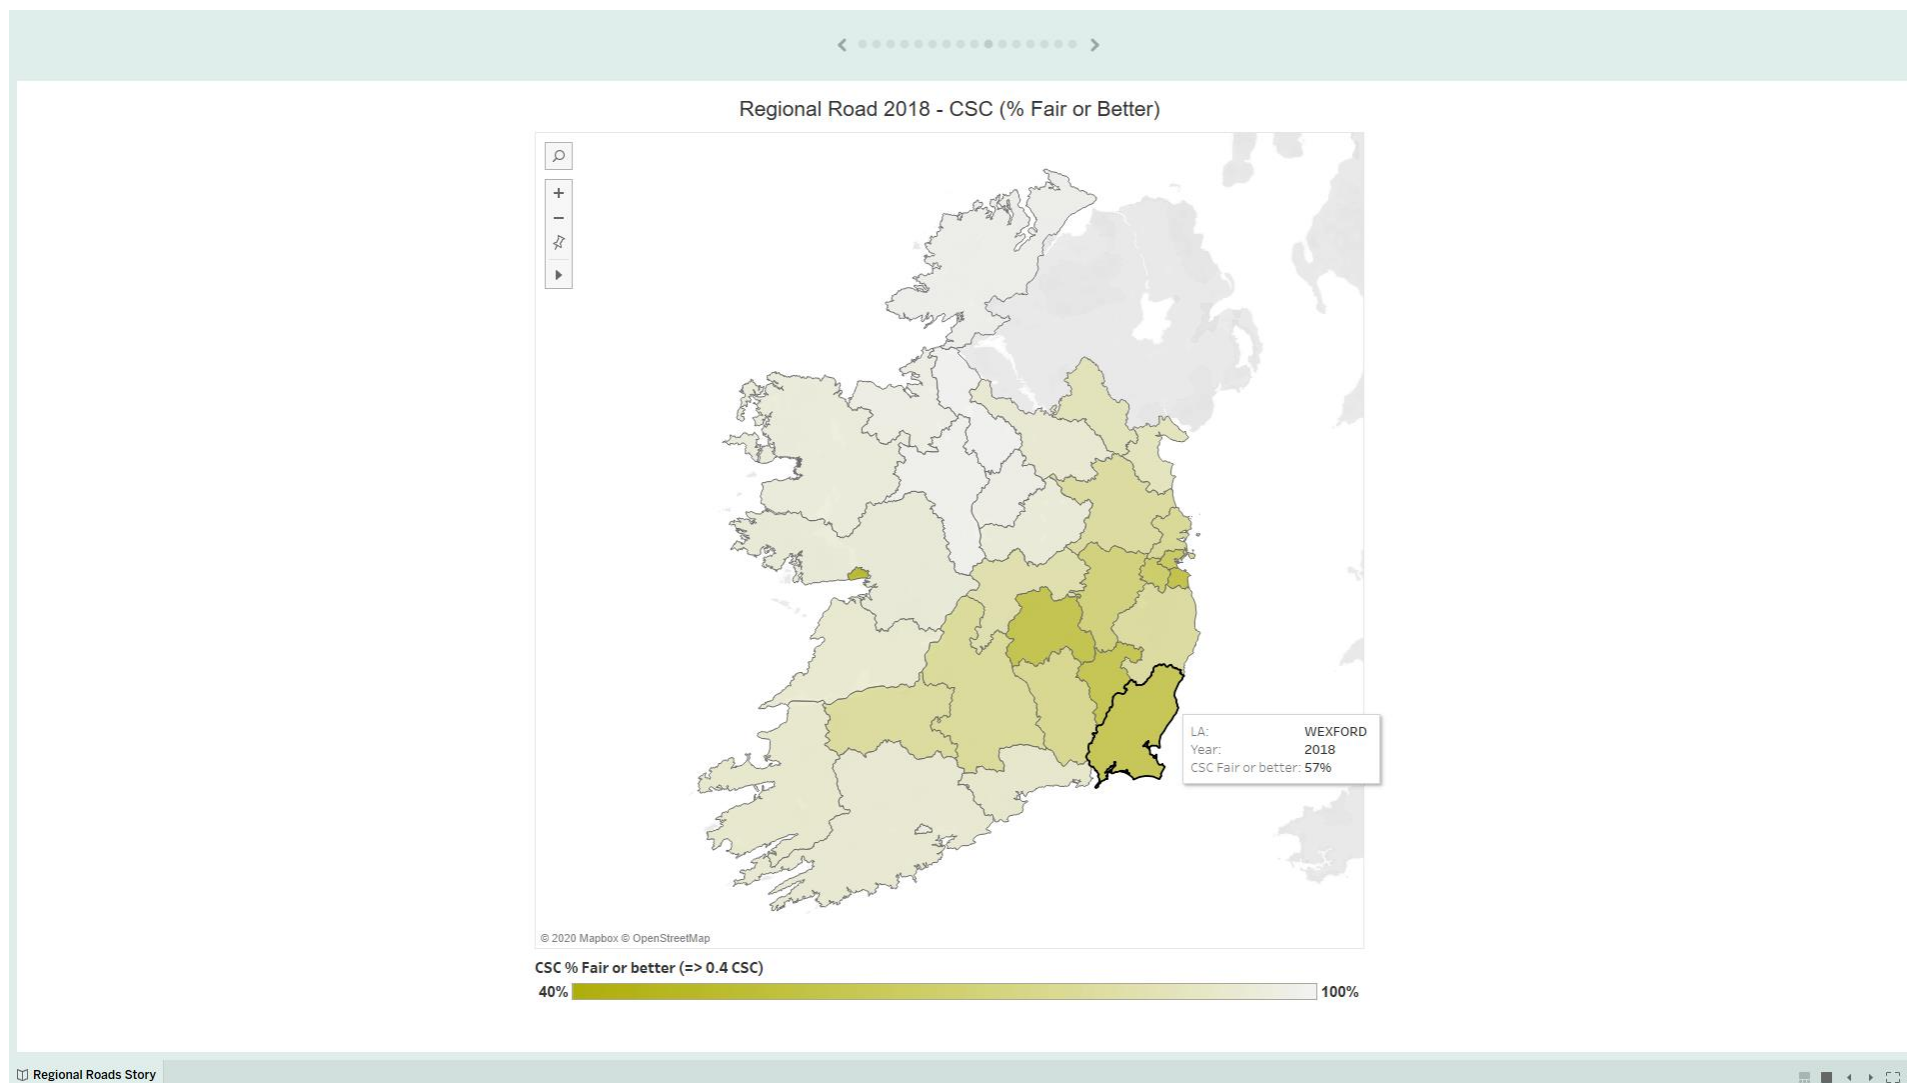 Regional Road 2018 - CSC (% Fair or Better)
LA: WEXFORD
Year: 2018
CSC Fair or better: 57%
© 2020 Mapbox © OpenStreetMap
CSC % Fair or better (=> 0.4 CSC)
40% 100%
Regional Roads Story